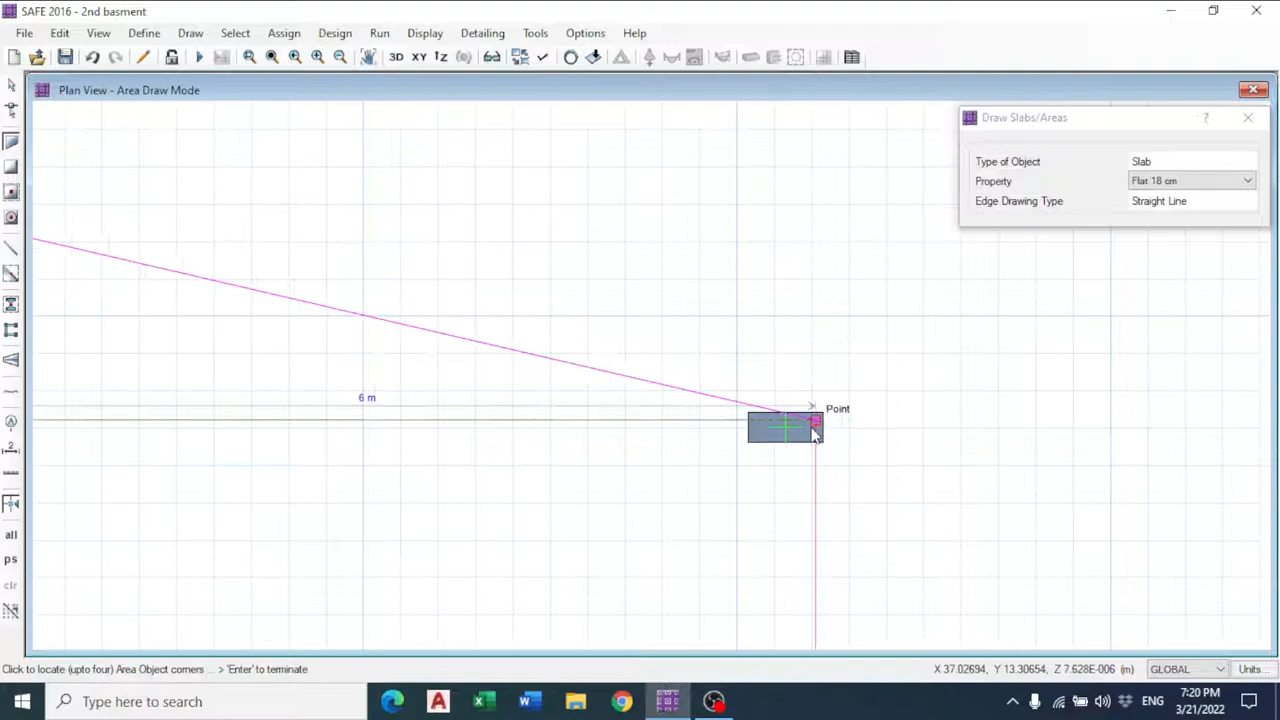 SAFE 2016 - 2nd basment
File Edit View Define Draw Select Assign Design Run Display Detailing Tools Options Help
3D XY
Plan View - Area Draw Mode
Draw Slabs/Areas ?
Type of Object Slab
Property Flat 18 cm
Edge Drawing Type Straight Line
6 m
Point
all
ps
clr
Click to locate (upto four) Area Object corners ... > 'Enter' to terminate
X 37.02694, Y 13.30654, Z 7.628E-006 (m)
GLOBAL
Units...
Type here to search
ENG
7:20 PM
3/21/2022